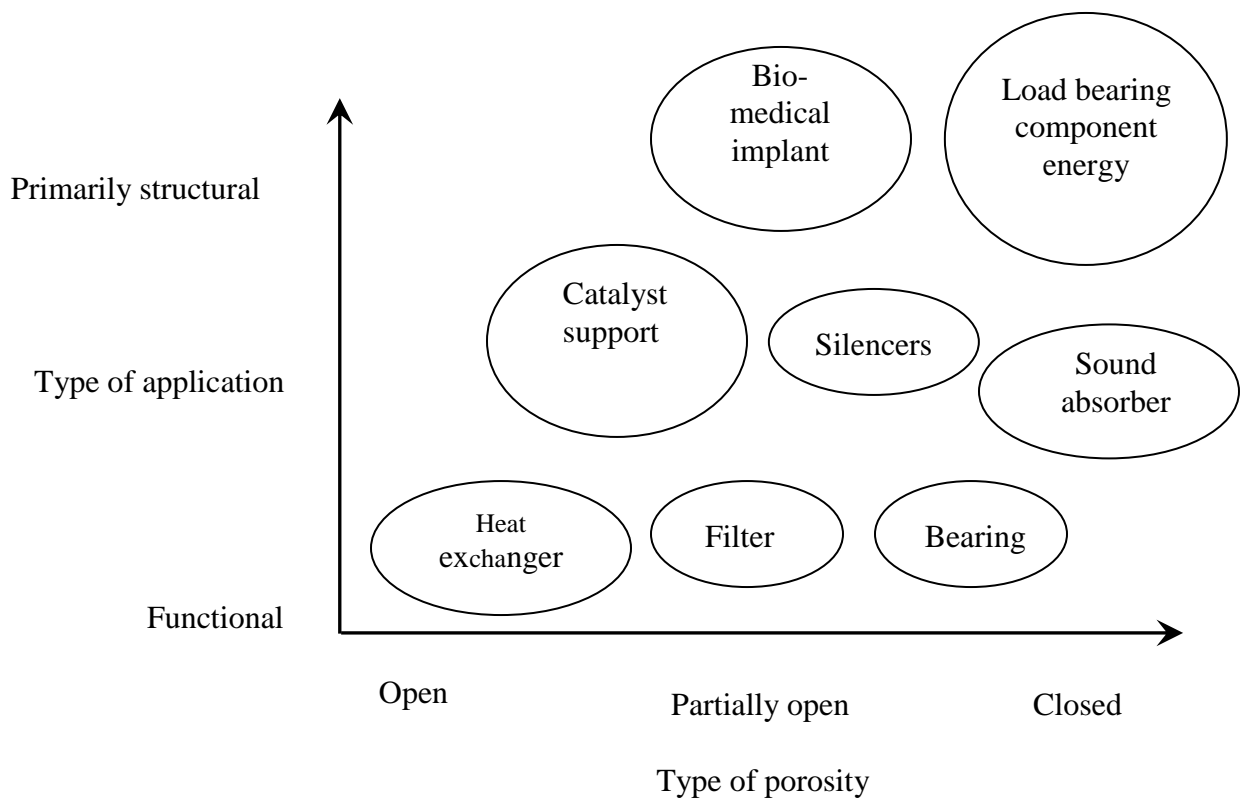 Bio-
medical
implant
Load bearing
component
energy
Primarily structural
Catalyst
support
Silencers
Sound
absorber
Type of application
Heat
exchanger
Filter
Bearing
Functional
Open
Partially open
Closed
Type of porosity